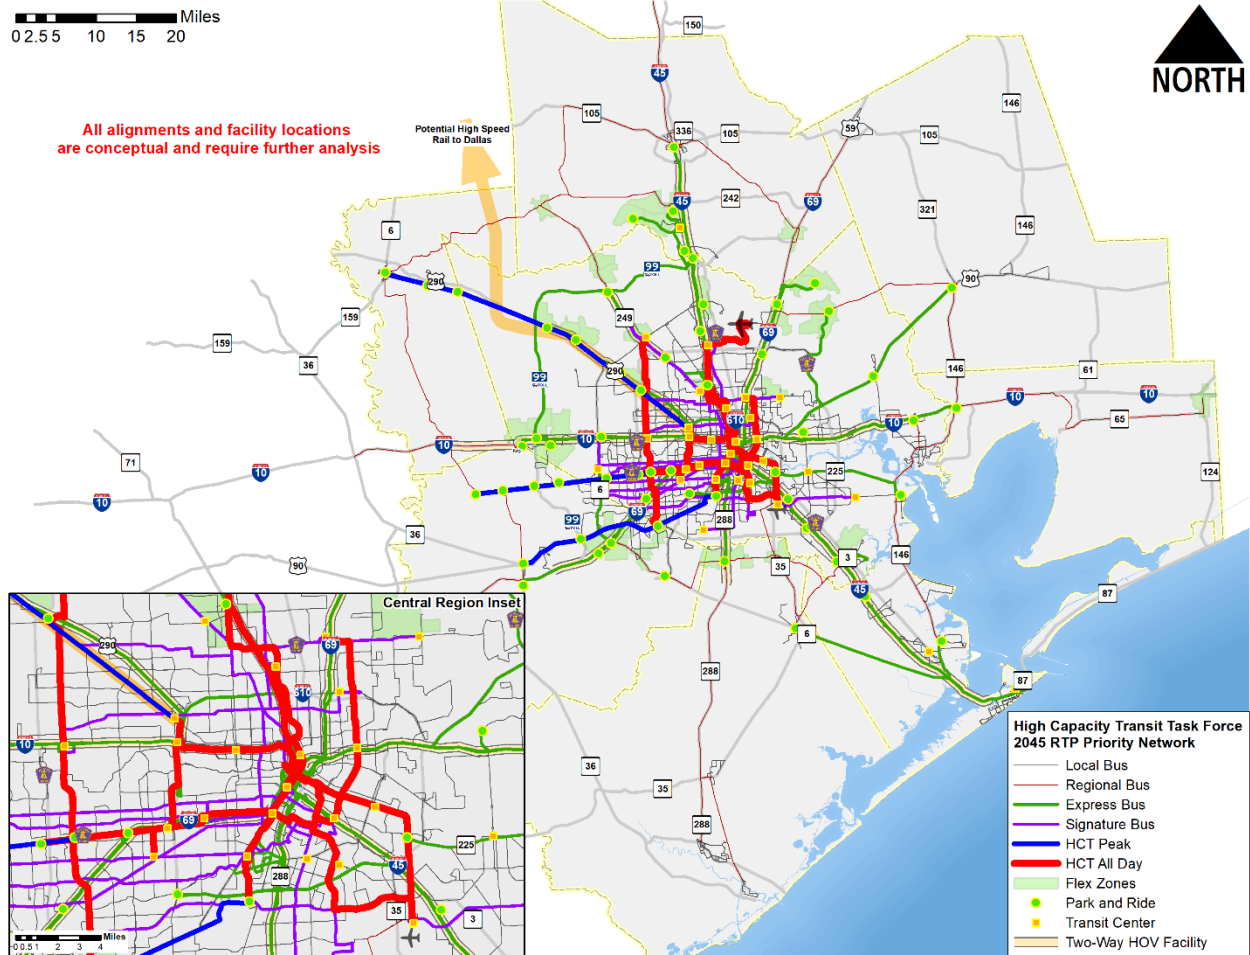 Miles
0 2.5 5 10 15 20
NORTH
All alignments and facility locations
are conceptual and require further analysis
Potential High Speed
Rail to Dallas
150
45
146
105
336
105
59
105
45
242
69
321
146
6
99
290
90
159
249
159
69
36
290
146
61
99
10
10
610
65
10
10
10
71
225
124
10
6
69
288
99
36
146
3
35
90
45
87
6
288
87
36
35
288
Central Region Inset
290
69
610
10
69
225
45
288
35
3
Miles
0 0.5 1 2 3 4
High Capacity Transit Task Force
2045 RTP Priority Network
Local Bus
Regional Bus
Express Bus
Signature Bus
HCT Peak
HCT All Day
Flex Zones
Park and Ride
Transit Center
Two-Way HOV Facility